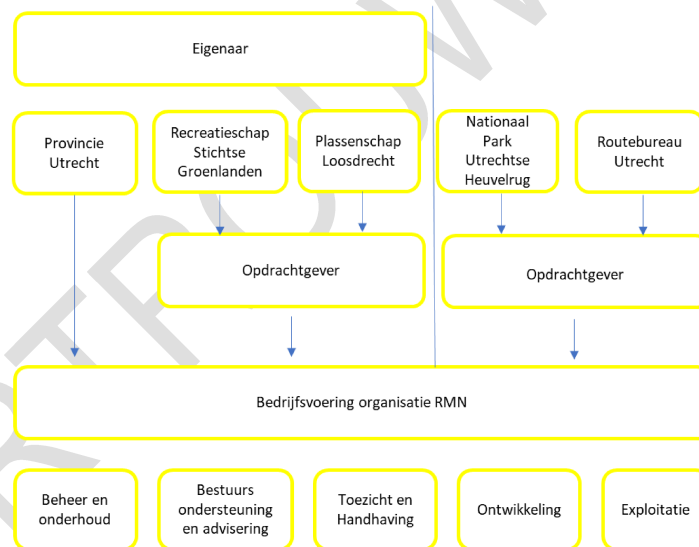 Eigenaar
Provincie
Utrecht
Recreatieschap
Stichtse
Groenlanden
Plassenschap
Loosdrecht
Nationaal
Park
Utrechtse
Heuvelrug
Routebureau
Utrecht
Opdrachtgever
Opdrachtgever
Bedrijfsvoering organisatie RMN
Beheer en
onderhoud
Bestuurs
ondersteuning
en advisering
Toezicht en
Handhaving
Ontwikkeling
Exploitatie